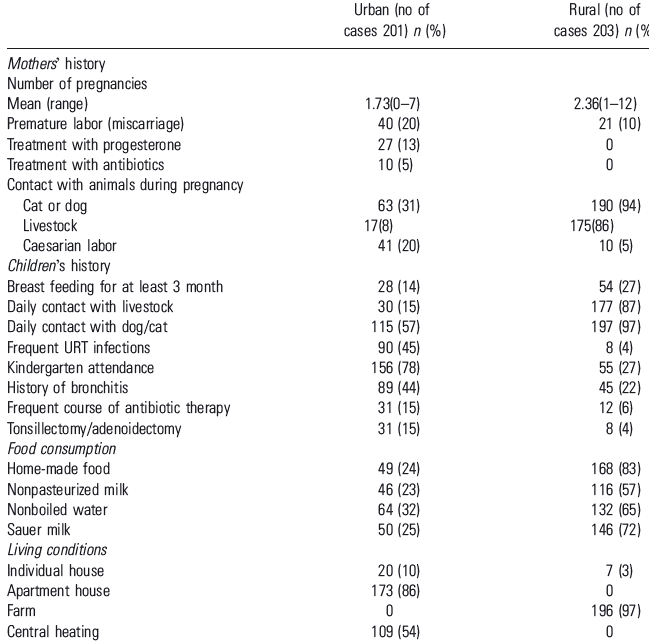 Urban (no of cases 201) n (%) Rural (no of cases 203) n (%
Mothers' history
Number of pregnancies
Mean (range) 1.73(0–7) 2.36(1–12)
Premature labor (miscarriage) 40 (20) 21 (10)
Treatment with progesterone 27 (13) 0
Treatment with antibiotics 10 (5) 0
Contact with animals during pregnancy
Cat or dog 63 (31) 190 (94)
Livestock 17(8) 175(86)
Caesarian labor 41 (20) 10 (5)
Children's history
Breast feeding for at least 3 month 28 (14) 54 (27)
Daily contact with livestock 30 (15) 177 (87)
Daily contact with dog/cat 115 (57) 197 (97)
Frequent URT infections 90 (45) 8 (4)
Kindergarten attendance 156 (78) 55 (27)
History of bronchitis 89 (44) 45 (22)
Frequent course of antibiotic therapy 31 (15) 12 (6)
Tonsillectomy/adenoidectomy 31 (15) 8 (4)
Food consumption
Home-made food 49 (24) 168 (83)
Nonpasteurized milk 46 (23) 116 (57)
Nonboiled water 64 (32) 132 (65)
Sauer milk 50 (25) 146 (72)
Living conditions
Individual house 20 (10) 7 (3)
Apartment house 173 (86) 0
Farm 0 196 (97)
Central heating 109 (54) 0